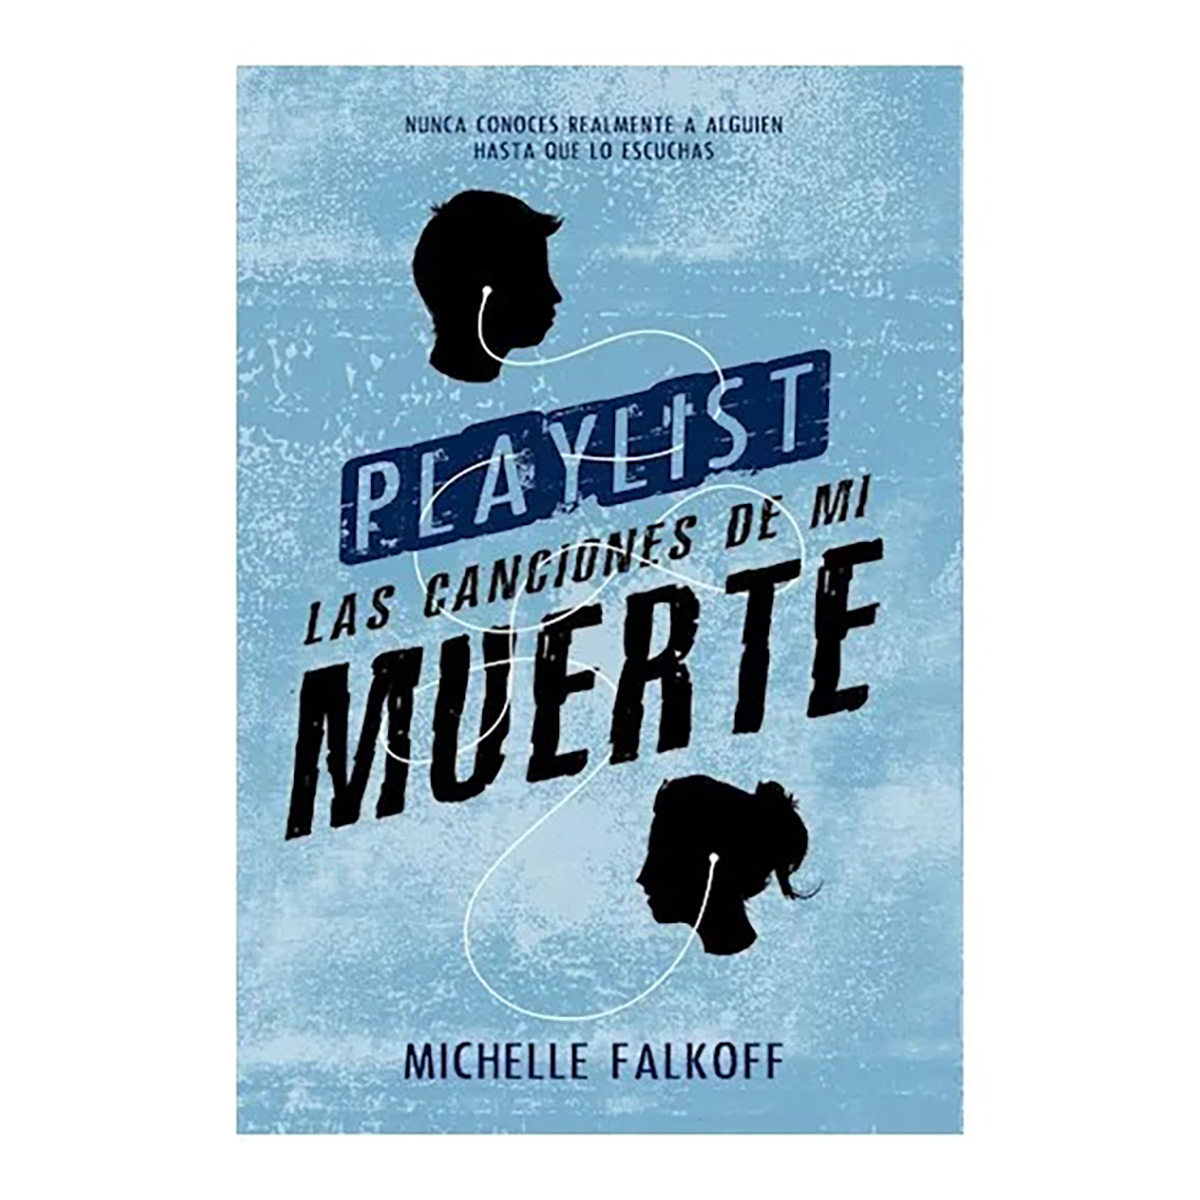 NUNCA CONOCES REALMENTE A ALGUIEN
HASTA QUE LO ESCUCHAS
PLAYLIST
LAS CANCIONES DE MI
MUERTE
MICHELLE FALKOFF